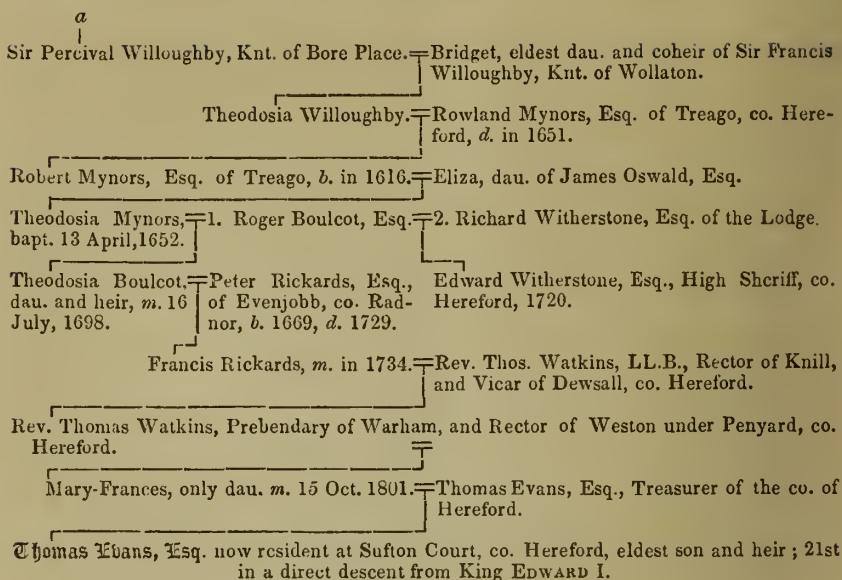 a
Sir Percival Willoughby, Knt. of Bore Place.=Bridget, eldest dau. and coheir of Sir Francis
Willoughby, Knt. of Wollaton.
Theodosia Willoughby.=Rowland Mynors, Esq. of Treago, co. Here-
ford, d. in 1651.
Robert Mynors, Esq. of Treago, b. in 1616.=Eliza, dau. of James Oswald, Esq.
Theodosia Mynors,=1. Roger Boulcot, Esq.=2. Richard Witherstone, Esq. of the Lodge.
bapt. 13 April, 1652.
Theodosia Boulcot,=Peter Rickards, Esq., Edward Witherstone, Esq., High Sheriff, co.
dau. and heir, m. 16 of Evenjobb, co. Rad- Hereford, 1720.
July, 1698. nor, b. 1669, d. 1729.
Francis Rickards, m. in 1734.=Rev. Thos. Watkins, LL.B., Rector of Knill,
and Vicar of Dewsall, co. Hereford.
Rev. Thomas Watkins, Prebendary of Warham, and Rector of Weston under Penyard, co.
Hereford. =
Mary-Frances, only dau. m. 15 Oct. 1801.=Thomas Evans, Esq., Treasurer of the co. of
Hereford.
Thomas Evans, Esq. now resident at Sufton Court, co. Hereford, eldest son and heir; 21st
in a direct descent from King EDWARD I.